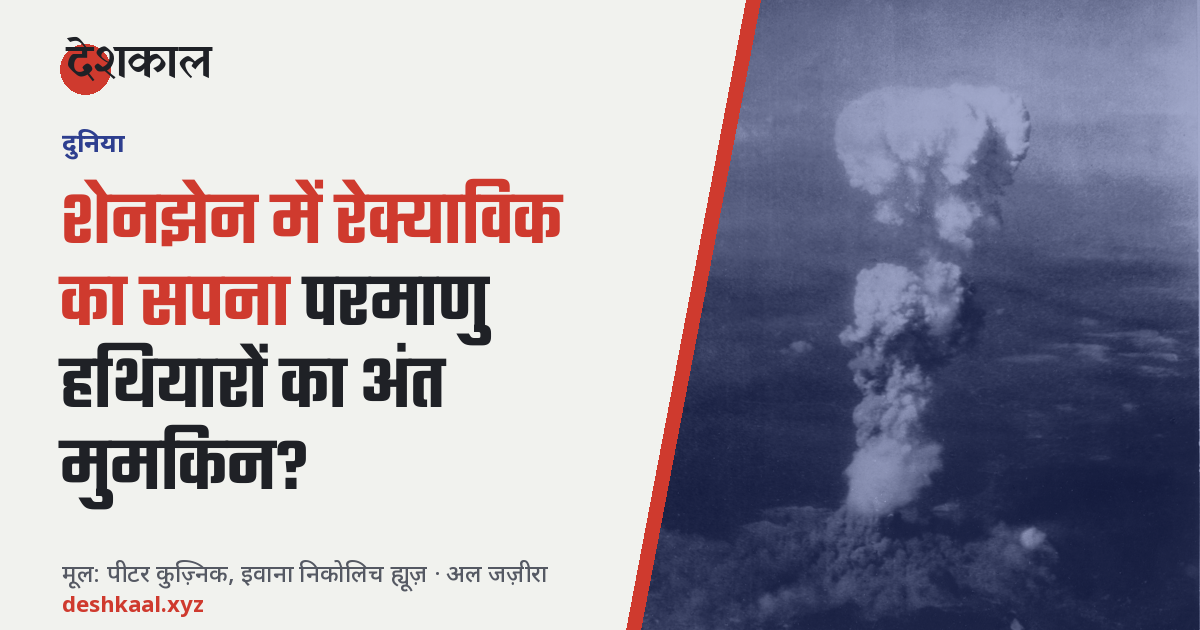 देशकाल
दुनिया
शेनझेन में रेक्याविक
का सपना परमाणु
हथियारों का अंत
मुमकिन?
मूल: पीटर कुज़्निक, इवाना निकोलिच ह्यूज़ · अल जज़ीरा
deshkaal.xyz